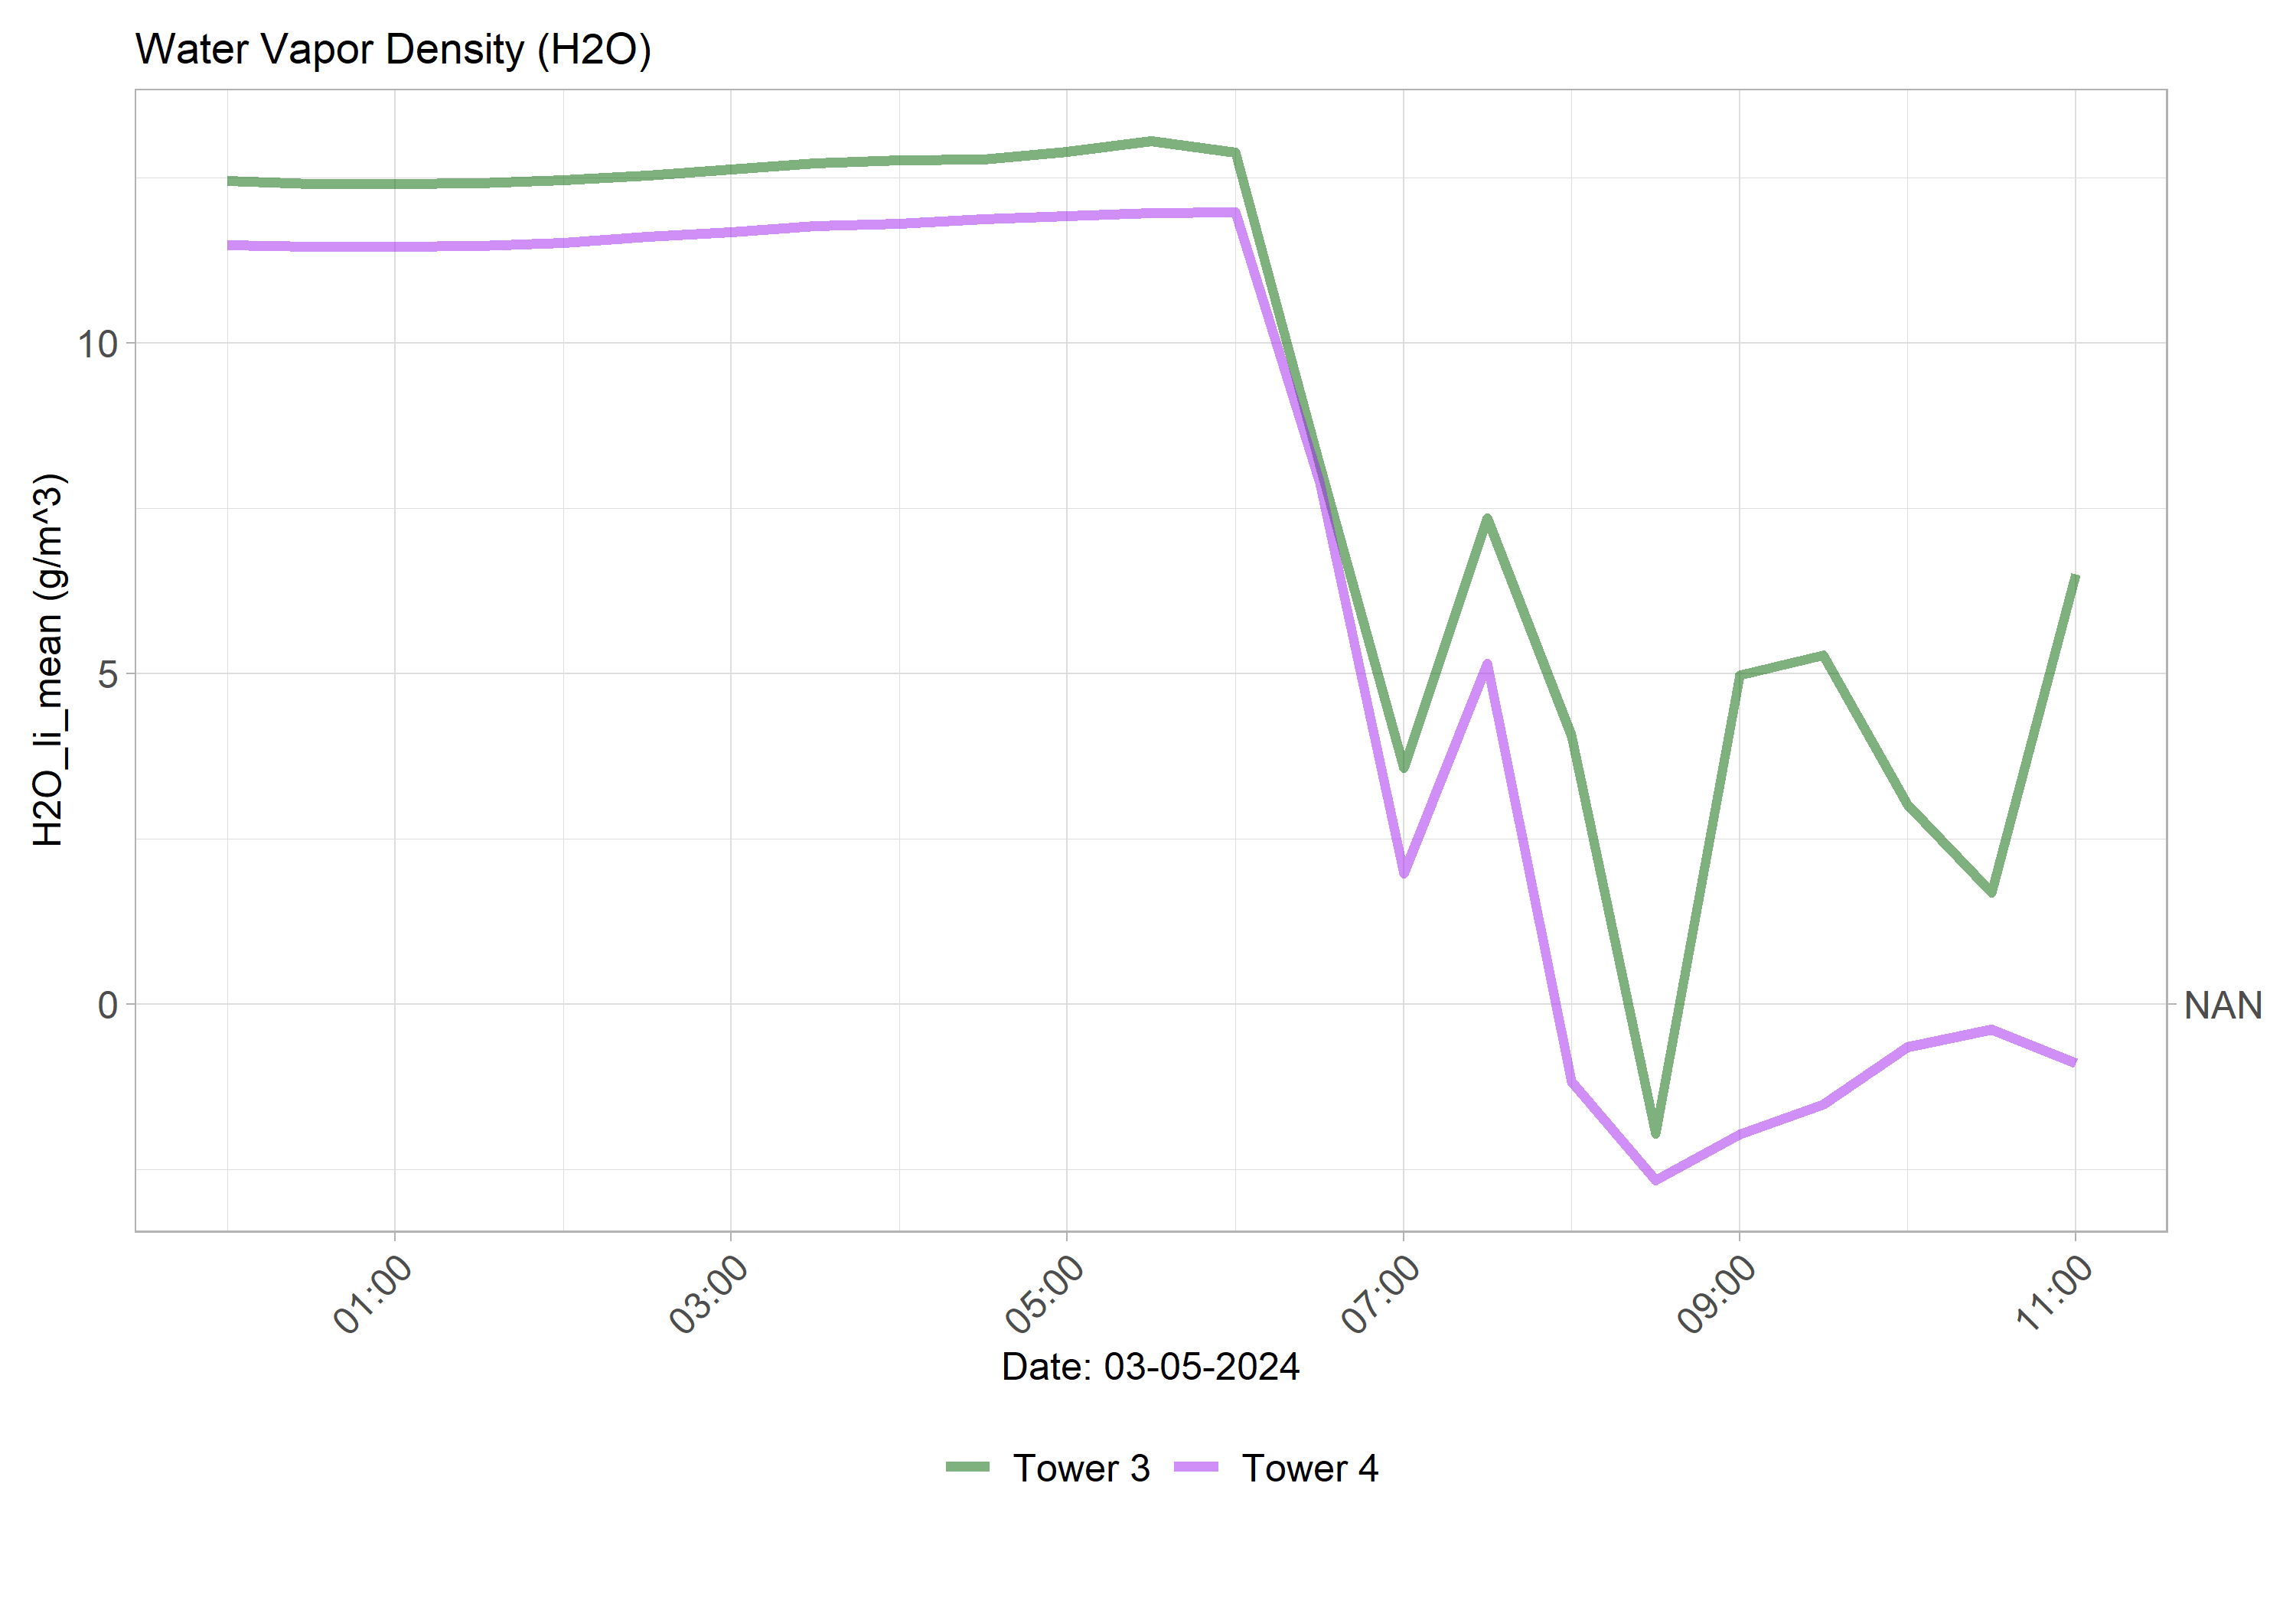 Water Vapor Density (H2O)
H2O_li_mean (g/m^3)
10
5
0
NAN
01:00
03:00
05:00
07:00
09:00
11:00
Date: 03-05-2024
Tower 3
Tower 4